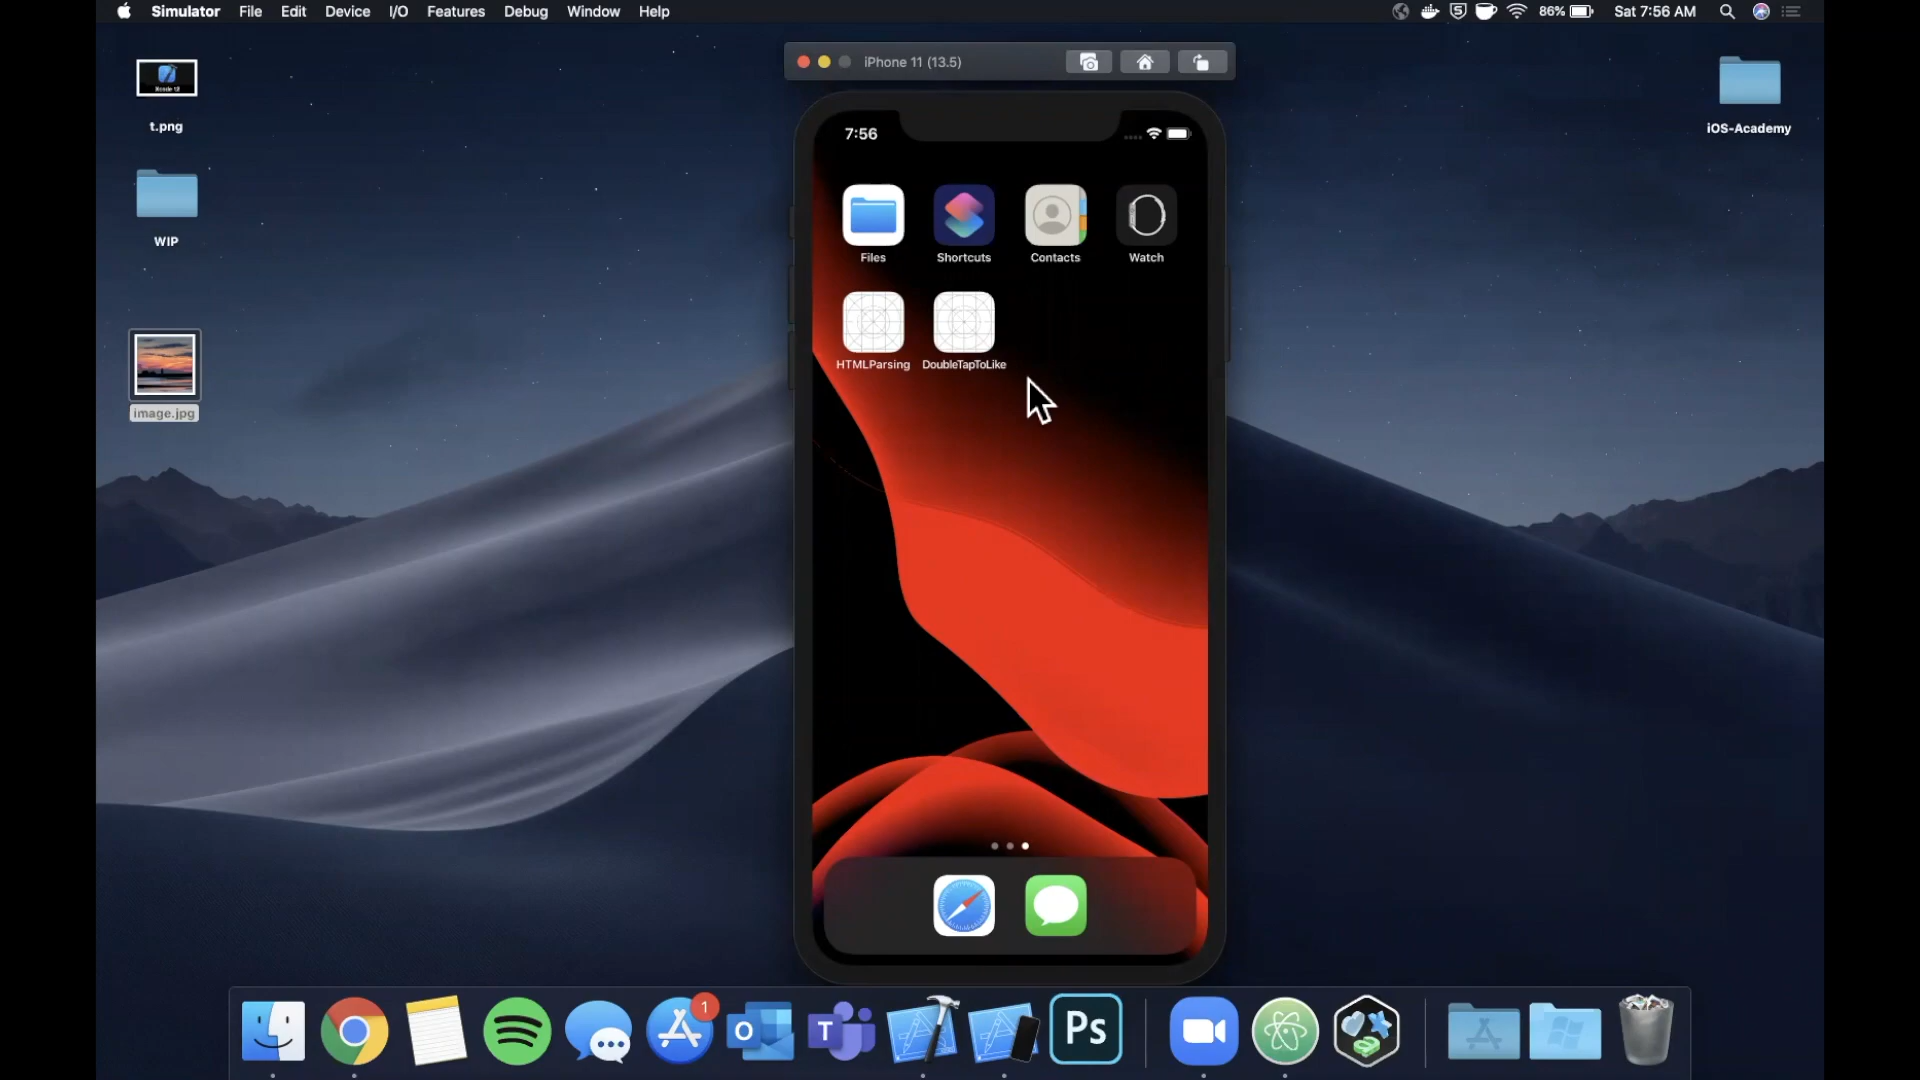 Simulator File Edit Device I/O Features Debug Window Help 86% Sat 7:56 AM
iPhone 11 (13.5)
t.png
WIP
image.jpg
iOS-Academy
7:56
Files Shortcuts Contacts Watch
HTMLParsing DoubleTapToLike
1
O
T
Ps